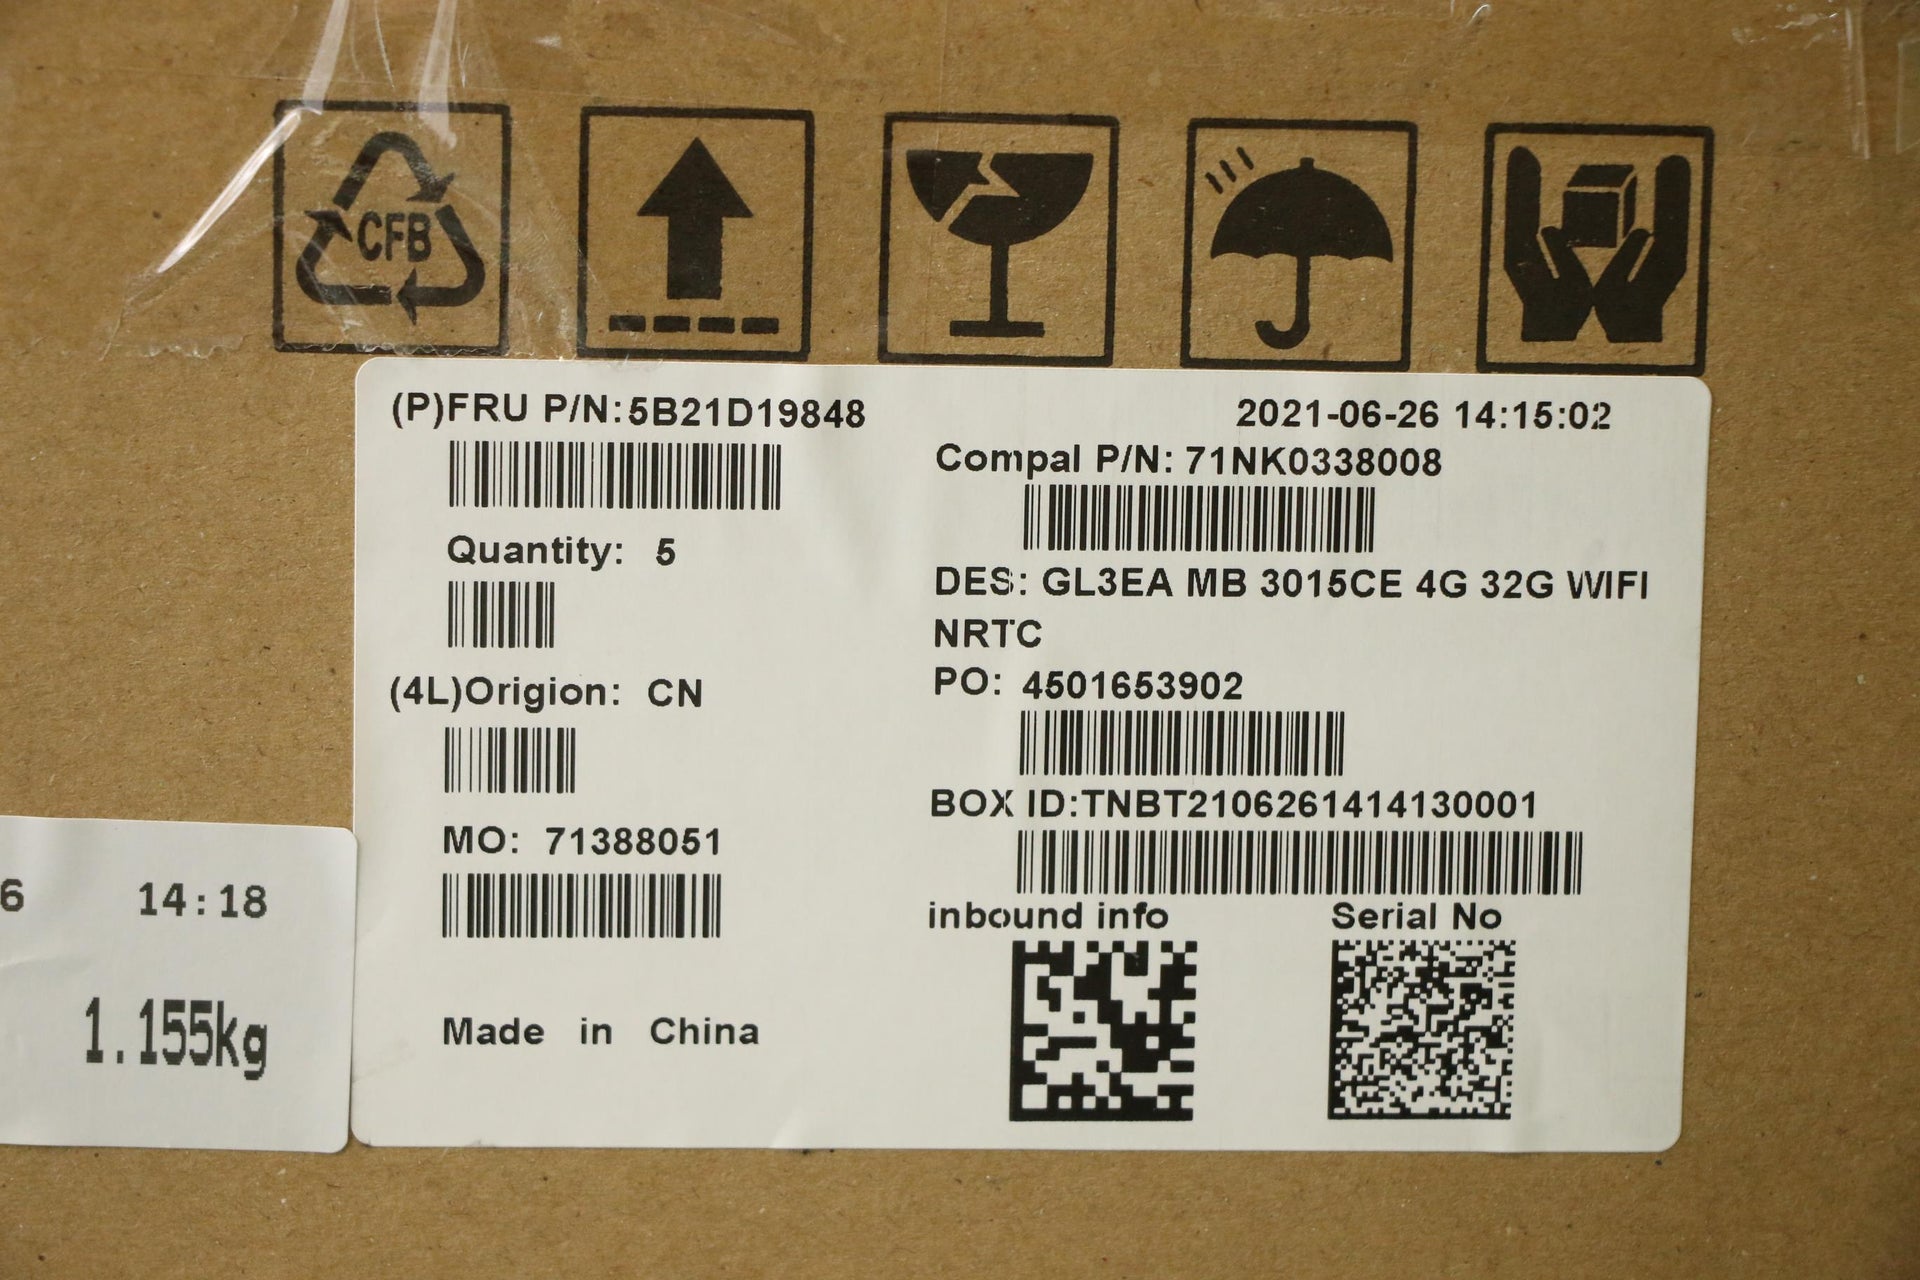 CFB
(P)FRU P/N:5B21D19848
2021-06-26 14:15:02
Compal P/N: 71NK0338008
Quantity: 5
DES: GL3EA MB 3015CE 4G 32G WIFI
NRTC
(4L)Origion: CN
PO: 4501653902
MO: 71388051
BOX ID:TNBT2106261414130001
inbound info
Serial No
Made in China
6 14:18
1.155kg